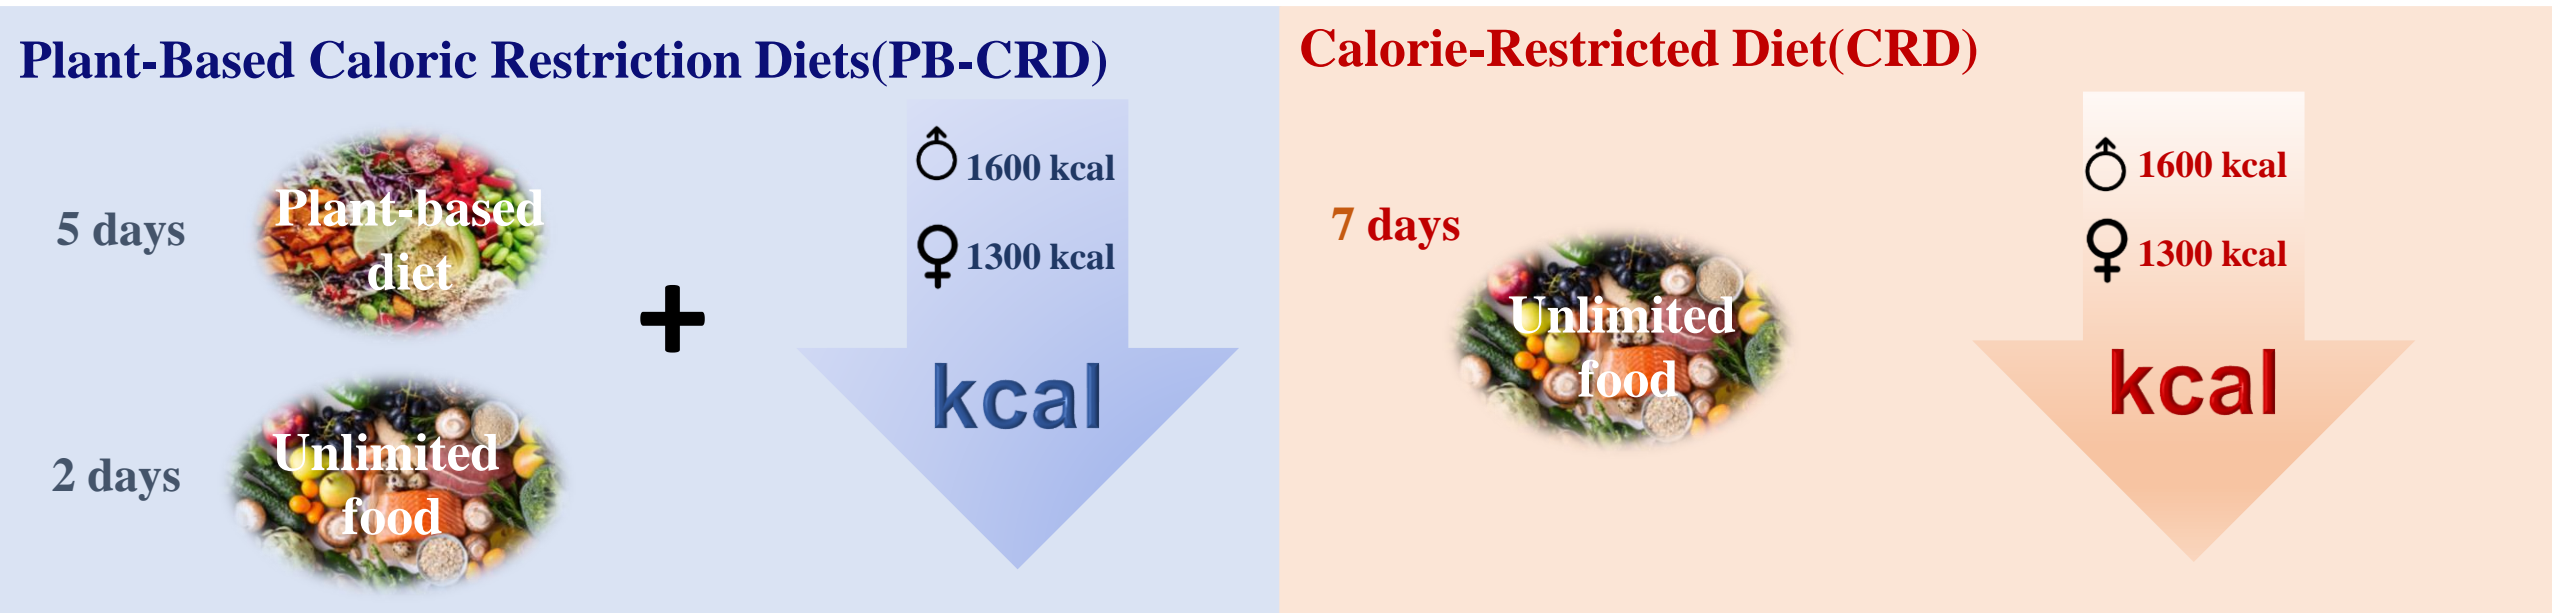 Plant-Based Caloric Restriction Diets(PB-CRD)
5 days
Plant-based
diet
2 days
Unlimited
food
+
1600 kcal
1300 kcal
kcal
Calorie-Restricted Diet(CRD)
7 days
Unlimited
food
1600 kcal
1300 kcal
kcal